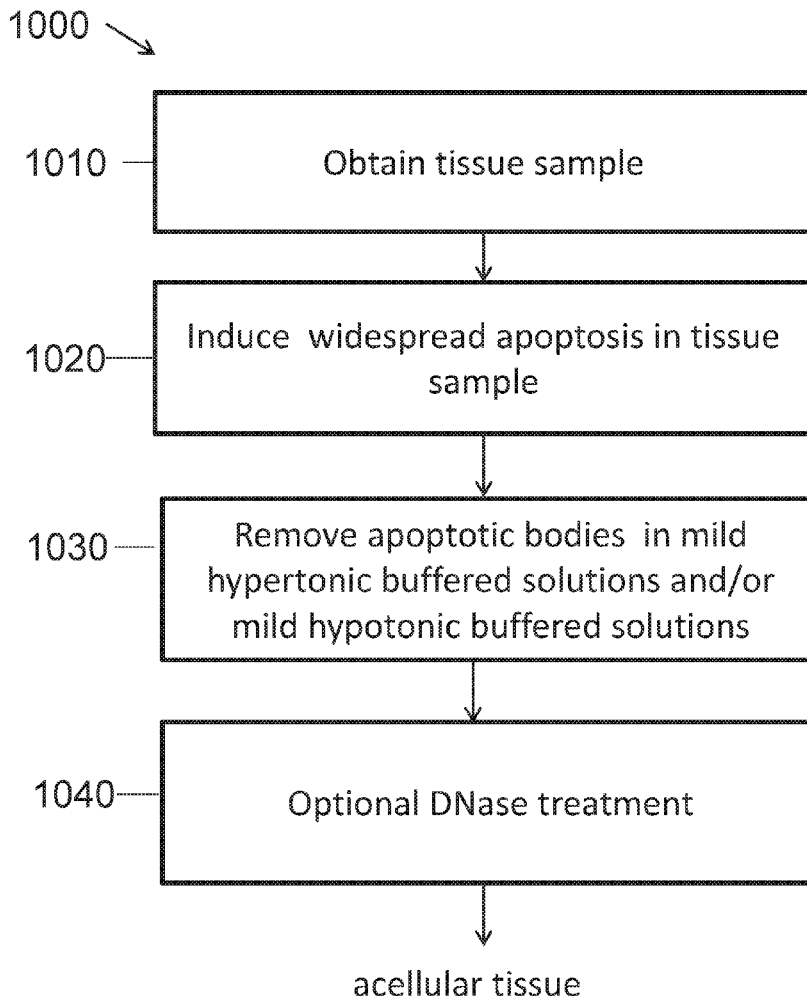 1000
1010
Obtain tissue sample
1020
Induce widespread apoptosis in tissue
sample
1030
Remove apoptotic bodies in mild
hypertonic buffered solutions and/or
mild hypotonic buffered solutions
1040
Optional DNase treatment
acellular tissue